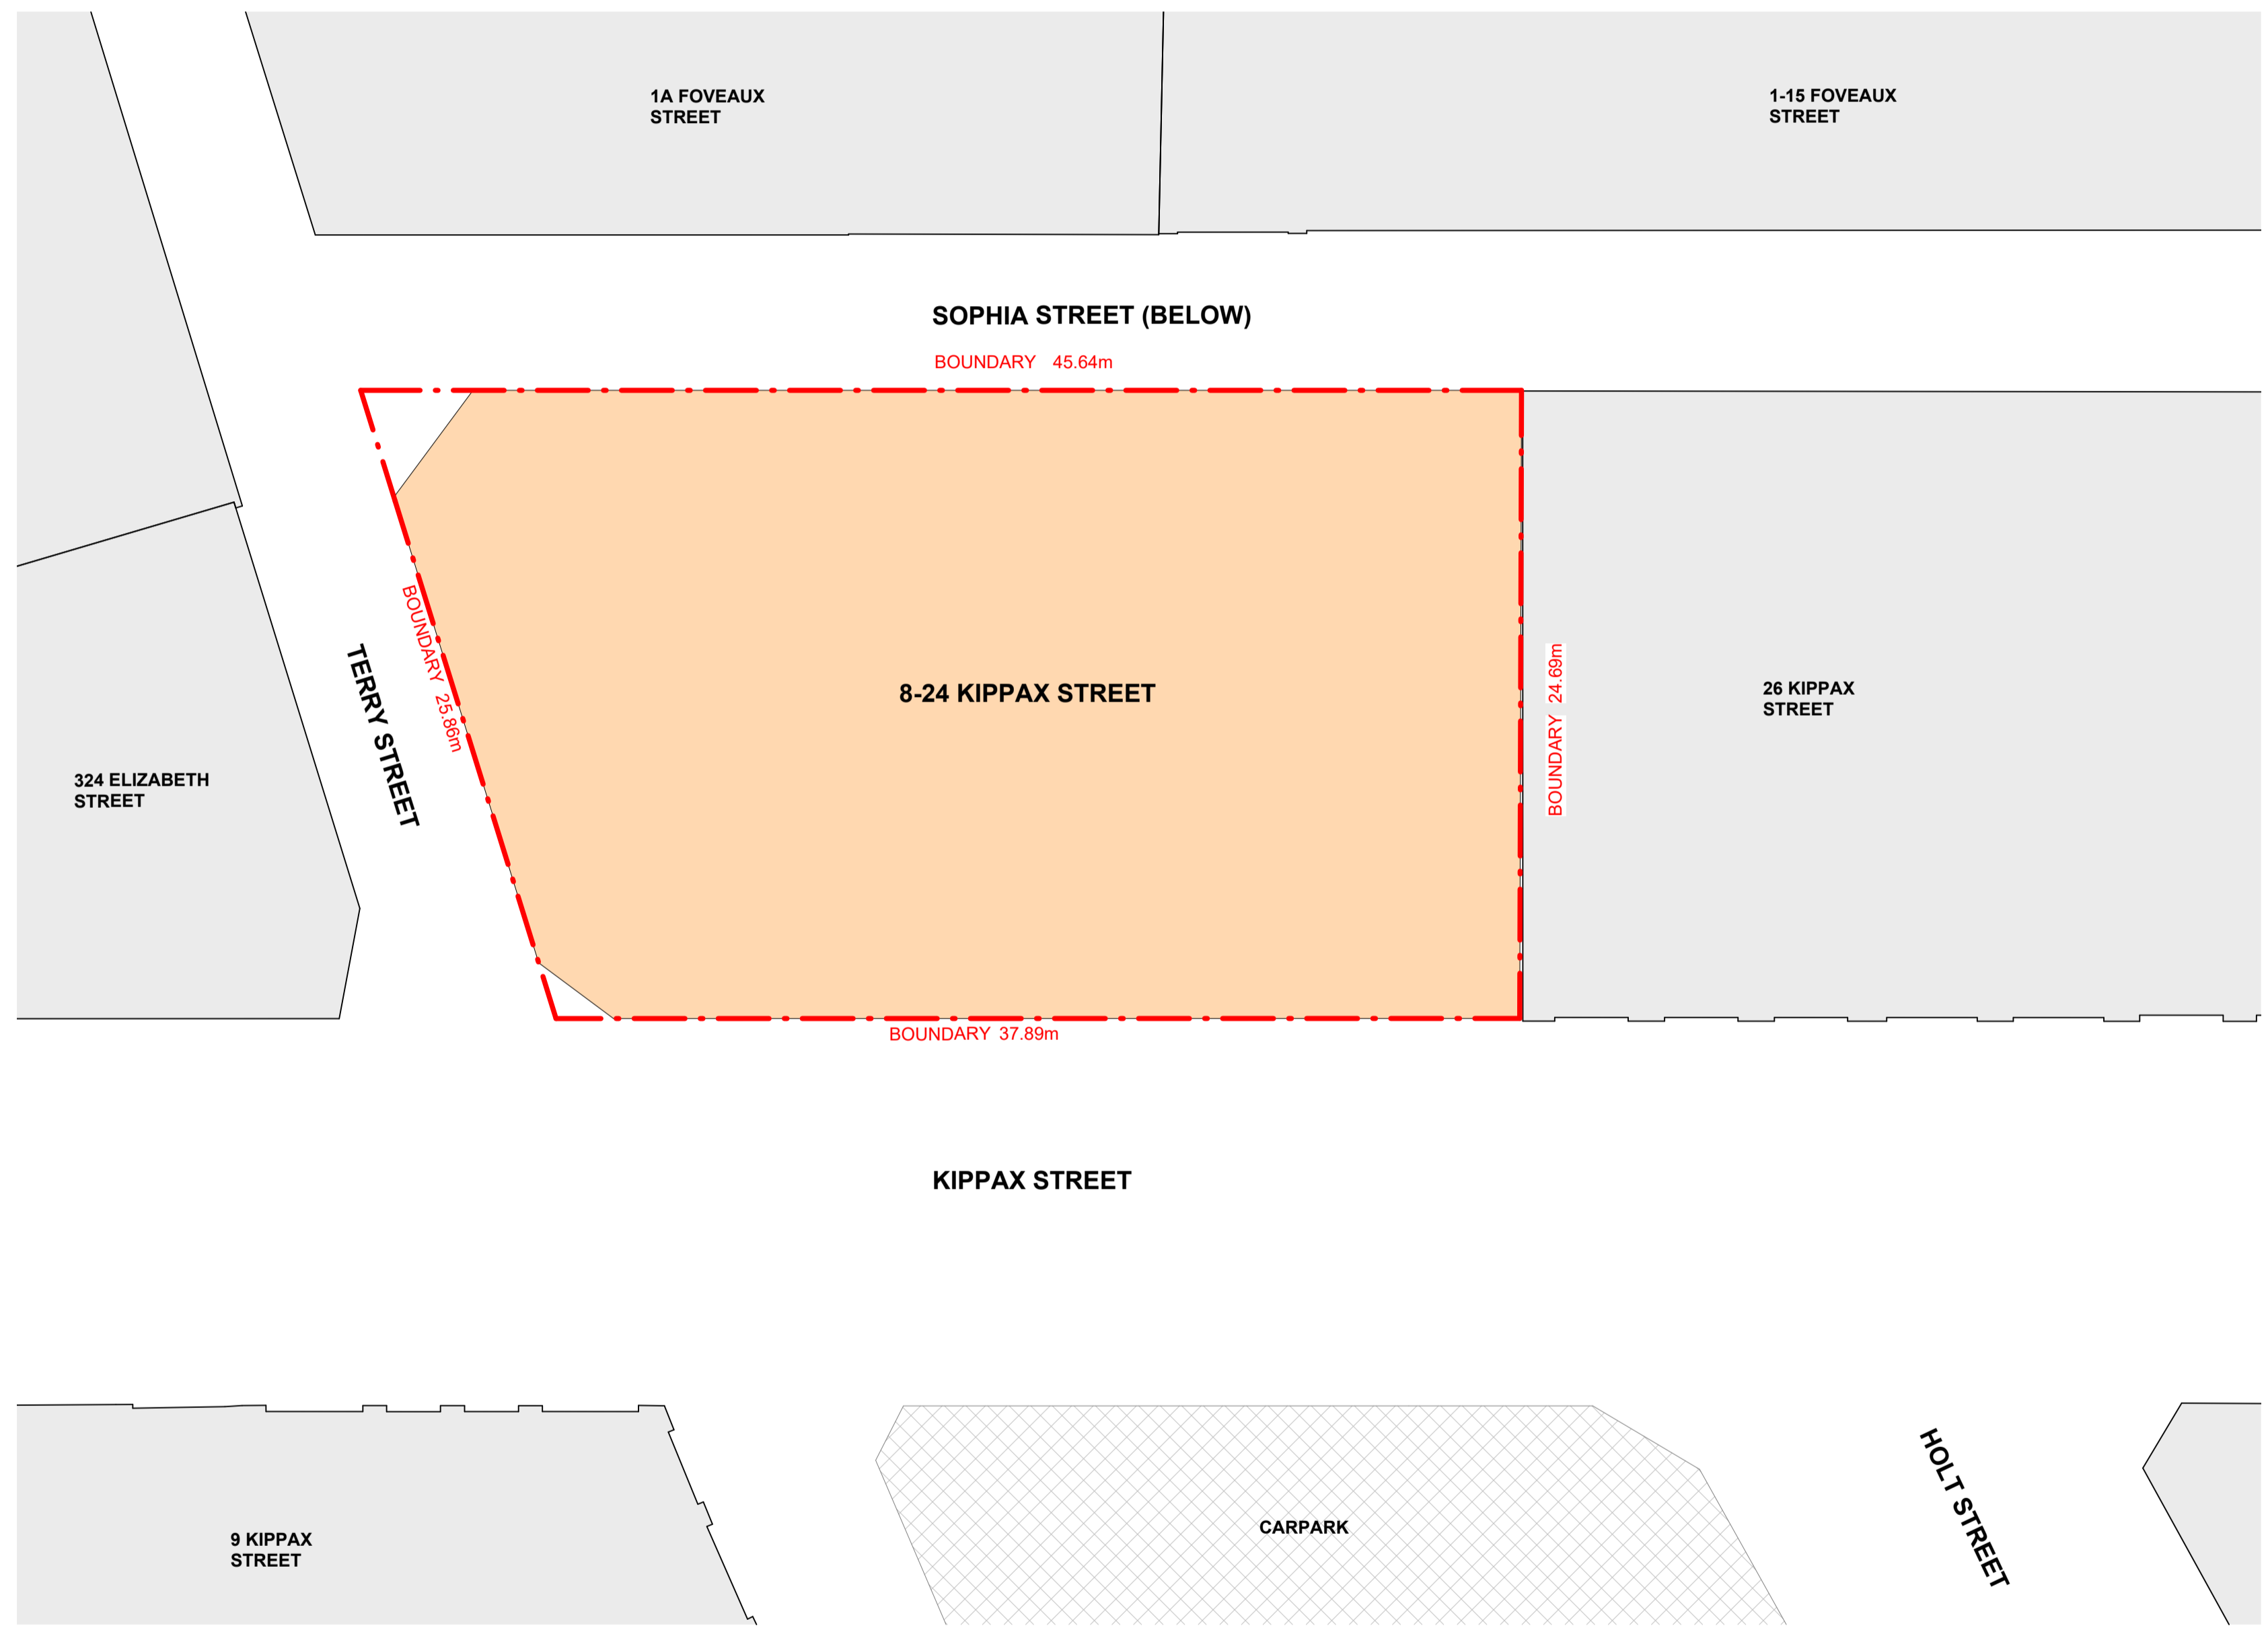 1A FOVEAUX
STREET
1-15 FOVEAUX
STREET
SOPHIA STREET (BELOW)
BOUNDARY 45.64m
BOUNDARY 25.86m
TERRY STREET
8-24 KIPPAX STREET
BOUNDARY 24.69m
26 KIPPAX
STREET
324 ELIZABETH
STREET
BOUNDARY 37.89m
KIPPAX STREET
9 KIPPAX
STREET
CARPARK
HOLT STREET